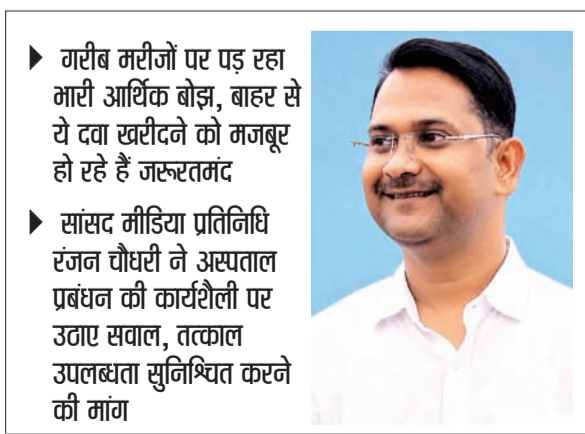 ▶ गरीब मरीजों पर पड़ रहा
भारी आर्थिक बोझ, बाहर से
ये दवा खरीदने को मजबूर
हो रहे हैं जरूरतमंद
▶ सांसद मीडिया प्रतिनिधि
रंजन चौधरी ने अस्पताल
प्रबंधन की कार्यशैली पर
उठाए सवाल, तत्काल
उपलब्धता सुनिश्चित करने
की मांग